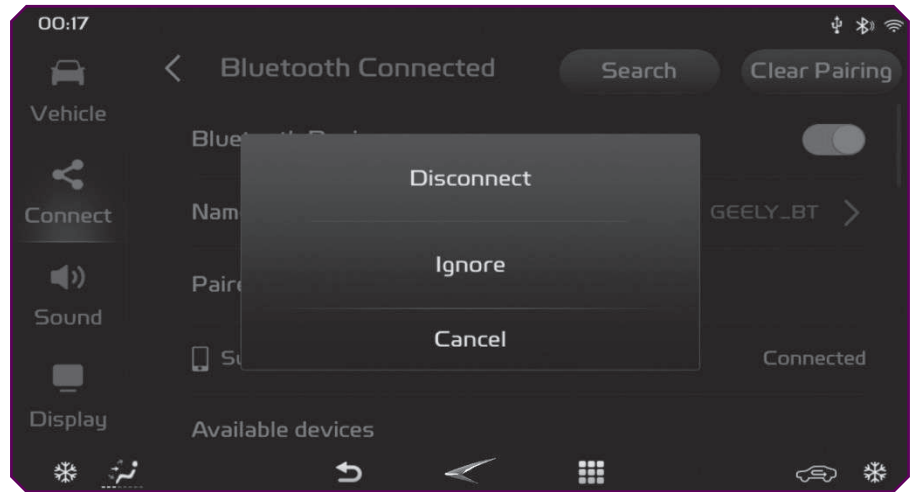 00:17
Bluetooth Connected
Search
Clear Pairing
Vehicle
Connect
Sound
Display
GEELY_BT
Connected
Available devices
Disconnect
Ignore
Cancel